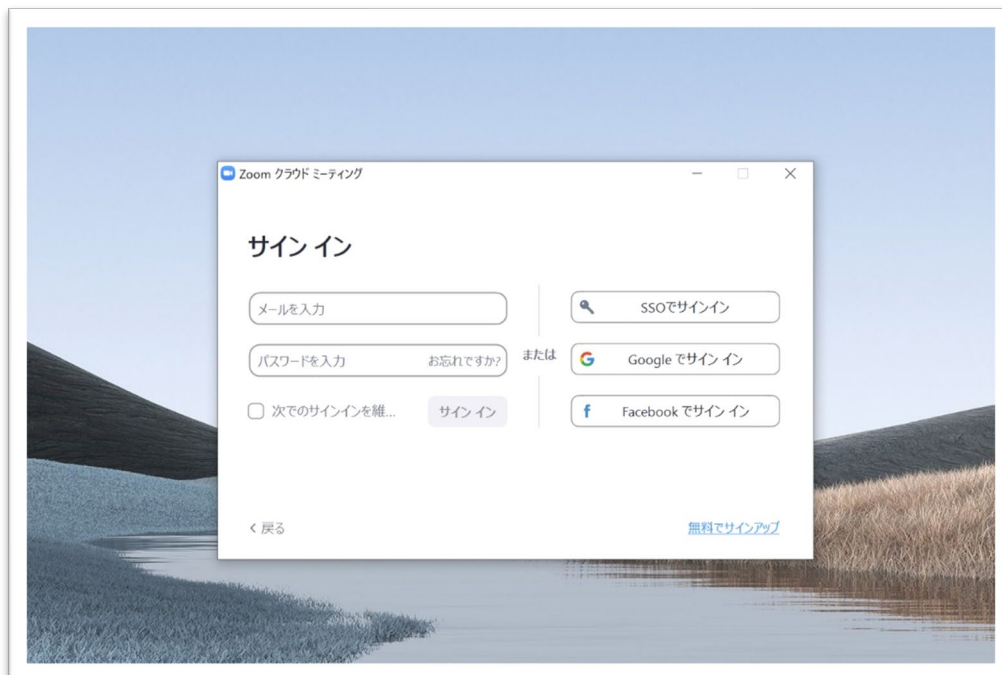 Zoom クラウド ミーティング
サイン イン
メールを入力
パスワードを入力 お忘れですか?
次でのサインインを維...
サイン イン
または
SSOでサインイン
Google でサイン イン
Facebook でサイン イン
戻る
無料でサインアップ